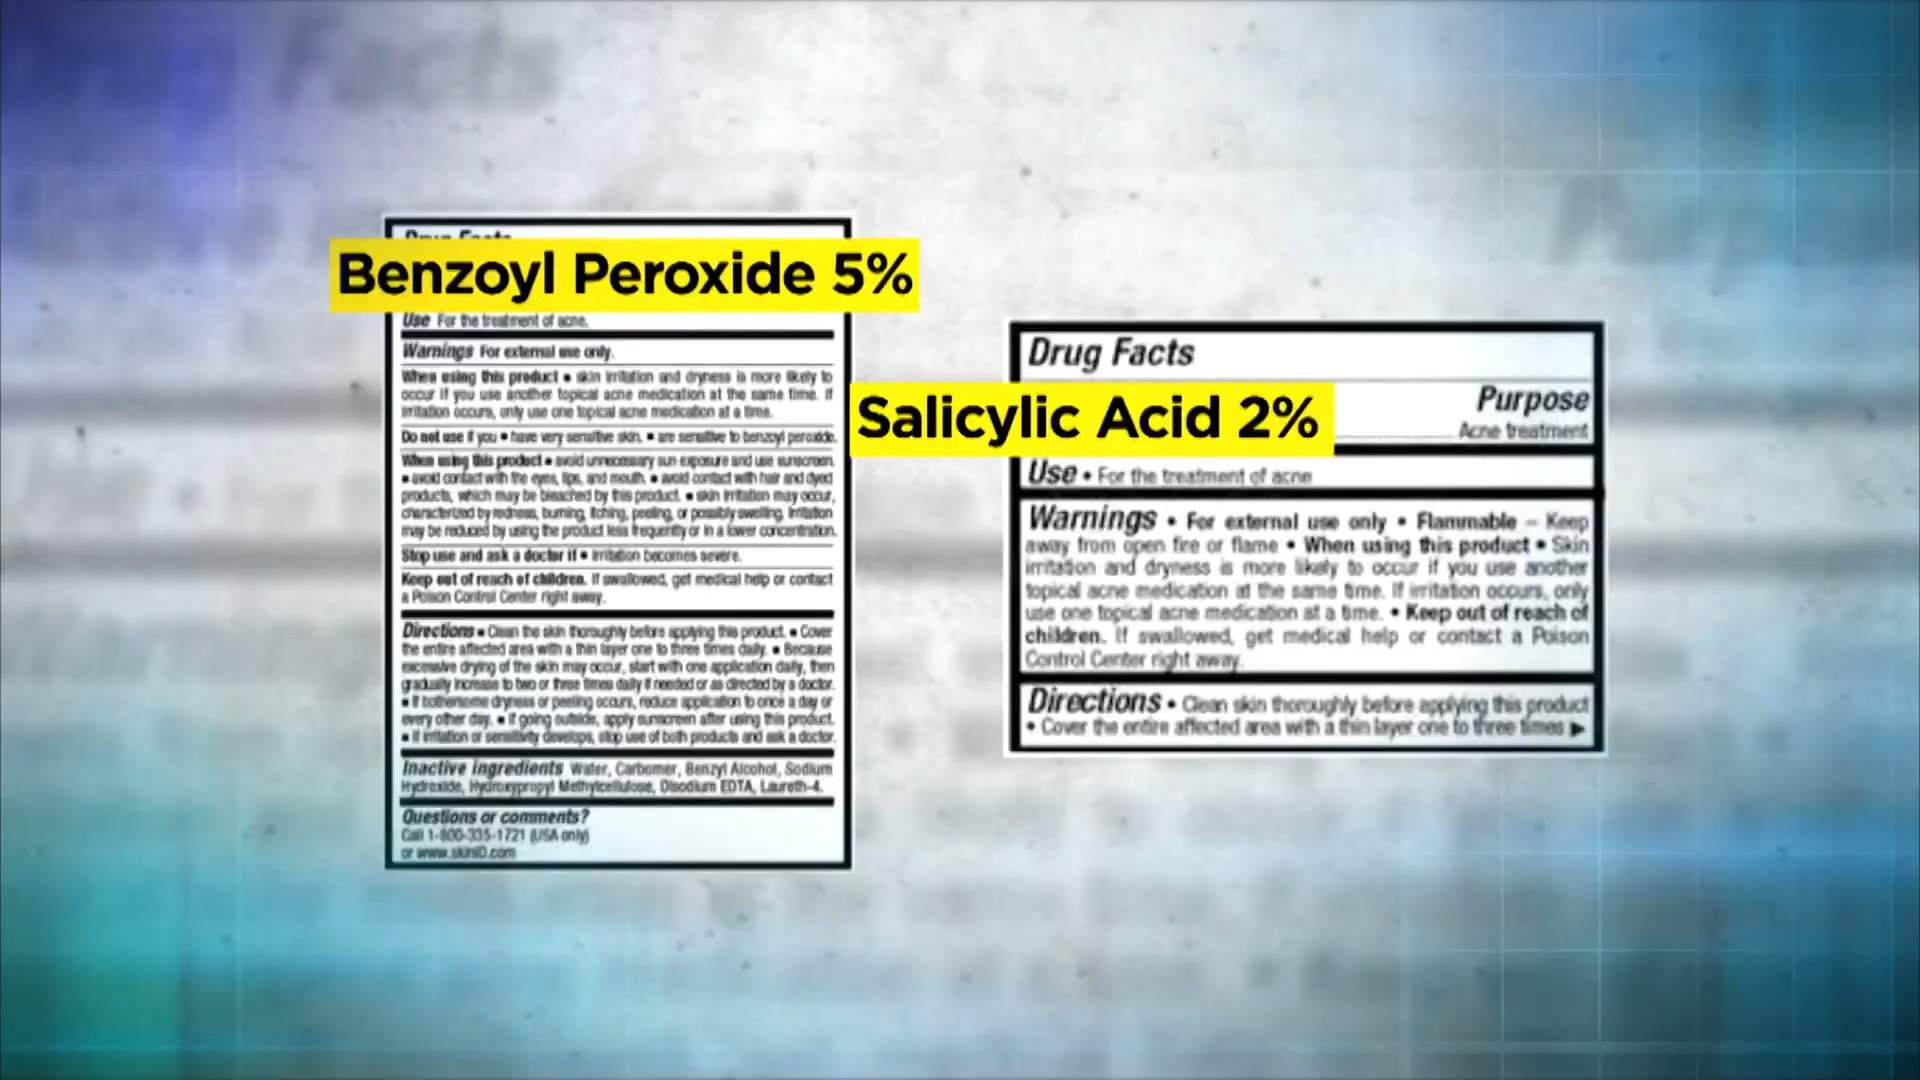 Drug Facts
Benzoyl Peroxide 5%
Use For the treatment of acne.
Warnings For external use only.
When using this product • skin irritation and dryness is more likely to
occur if you use another topical acne medication at the same time. If
irritation occurs, only use one topical acne medication at a time.
Do not use if you • have very sensitive skin. • are sensitive to benzoyl peroxide.
When using this product • avoid unnecessary sun exposure and use sunscreen.
• avoid contact with the eyes, lips, and mouth. • avoid contact with hair and dyed
products, which may be bleached by this product. • skin irritation may occur,
characterized by redness, burning, itching, peeling, or possibly swelling. Irritation
may be reduced by using the product less frequently or in a lower concentration.
Stop use and ask a doctor if • irritation becomes severe.
Keep out of reach of children. If swallowed, get medical help or contact
a Poison Control Center right away.
Directions • Clean the skin thoroughly before applying this product. • Cover
the entire affected area with a thin layer one to three times daily. • Because
excessive drying of the skin may occur, start with one application daily, then
gradually increase to two or three times daily if needed or as directed by a doctor.
• If bothersome dryness or peeling occurs, reduce application to once a day or
every other day. • If going outside, apply sunscreen after using this product.
• If irritation or sensitivity develops, stop use of both products and ask a doctor.
Inactive ingredients Water, Carbomer, Benzyl Alcohol, Sodium
Hydroxide, Hydroxypropyl Methylcellulose, Disodium EDTA, Laureth-4.
Questions or comments?
Call 1-800-335-1721 (USA only)
or www.skinID.com
Drug Facts
Salicylic Acid 2%
Purpose
Acne treatment
Use • For the treatment of acne
Warnings • For external use only • Flammable – Keep
away from open fire or flame • When using this product • Skin
irritation and dryness is more likely to occur if you use another
topical acne medication at the same time. If irritation occurs, only
use one topical acne medication at a time. • Keep out of reach of
children. If swallowed, get medical help or contact a Poison
Control Center right away.
Directions • Clean skin thoroughly before applying this product
• Cover the entire affected area with a thin layer one to three times ▶